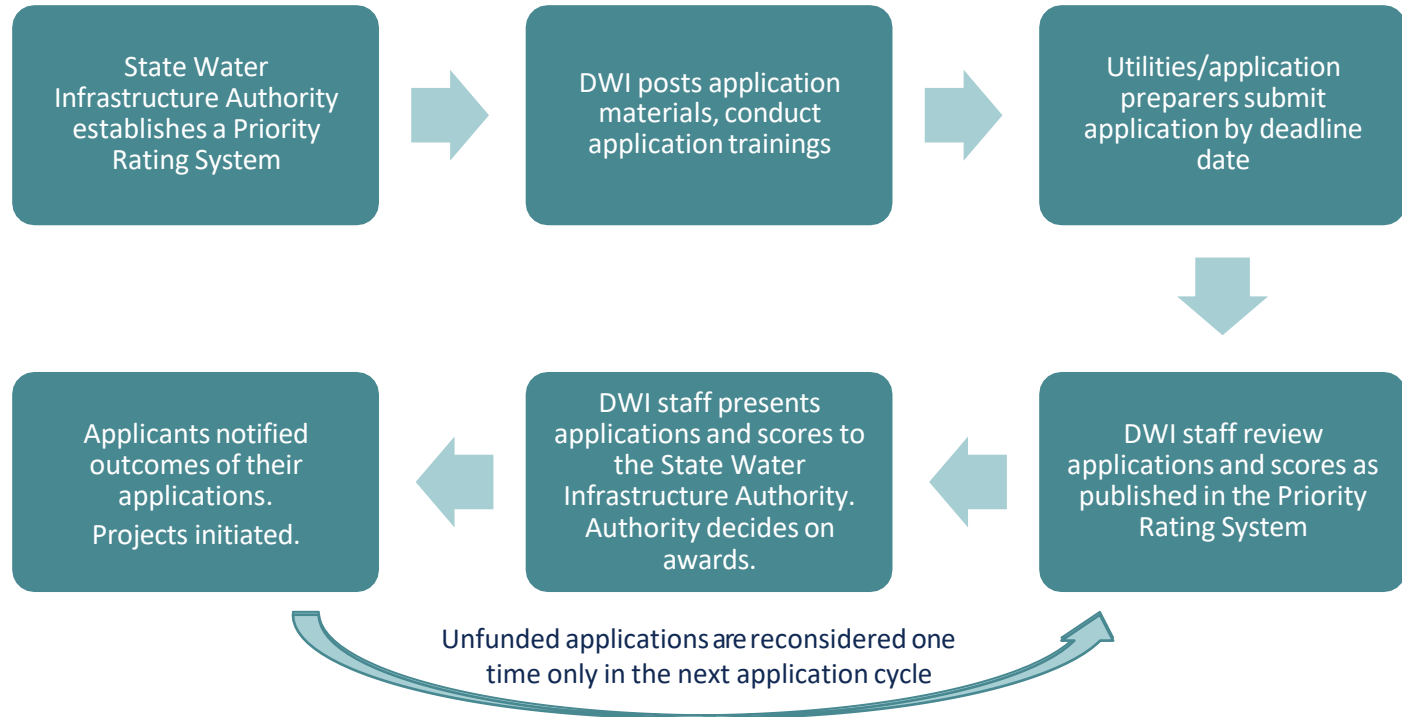 State Water
Infrastructure Authority
establishes a Priority
Rating System
DWI posts application
materials, conduct
application trainings
Utilities/application
preparers submit
application by deadline
date
DWI staff review
applications and scores as
published in the Priority
Rating System
DWI staff presents
applications and scores to
the State Water
Infrastructure Authority.
Authority decides on
awards.
Applicants notified
outcomes of their
applications.
Projects initiated.
Unfunded applications are reconsidered one
time only in the next application cycle